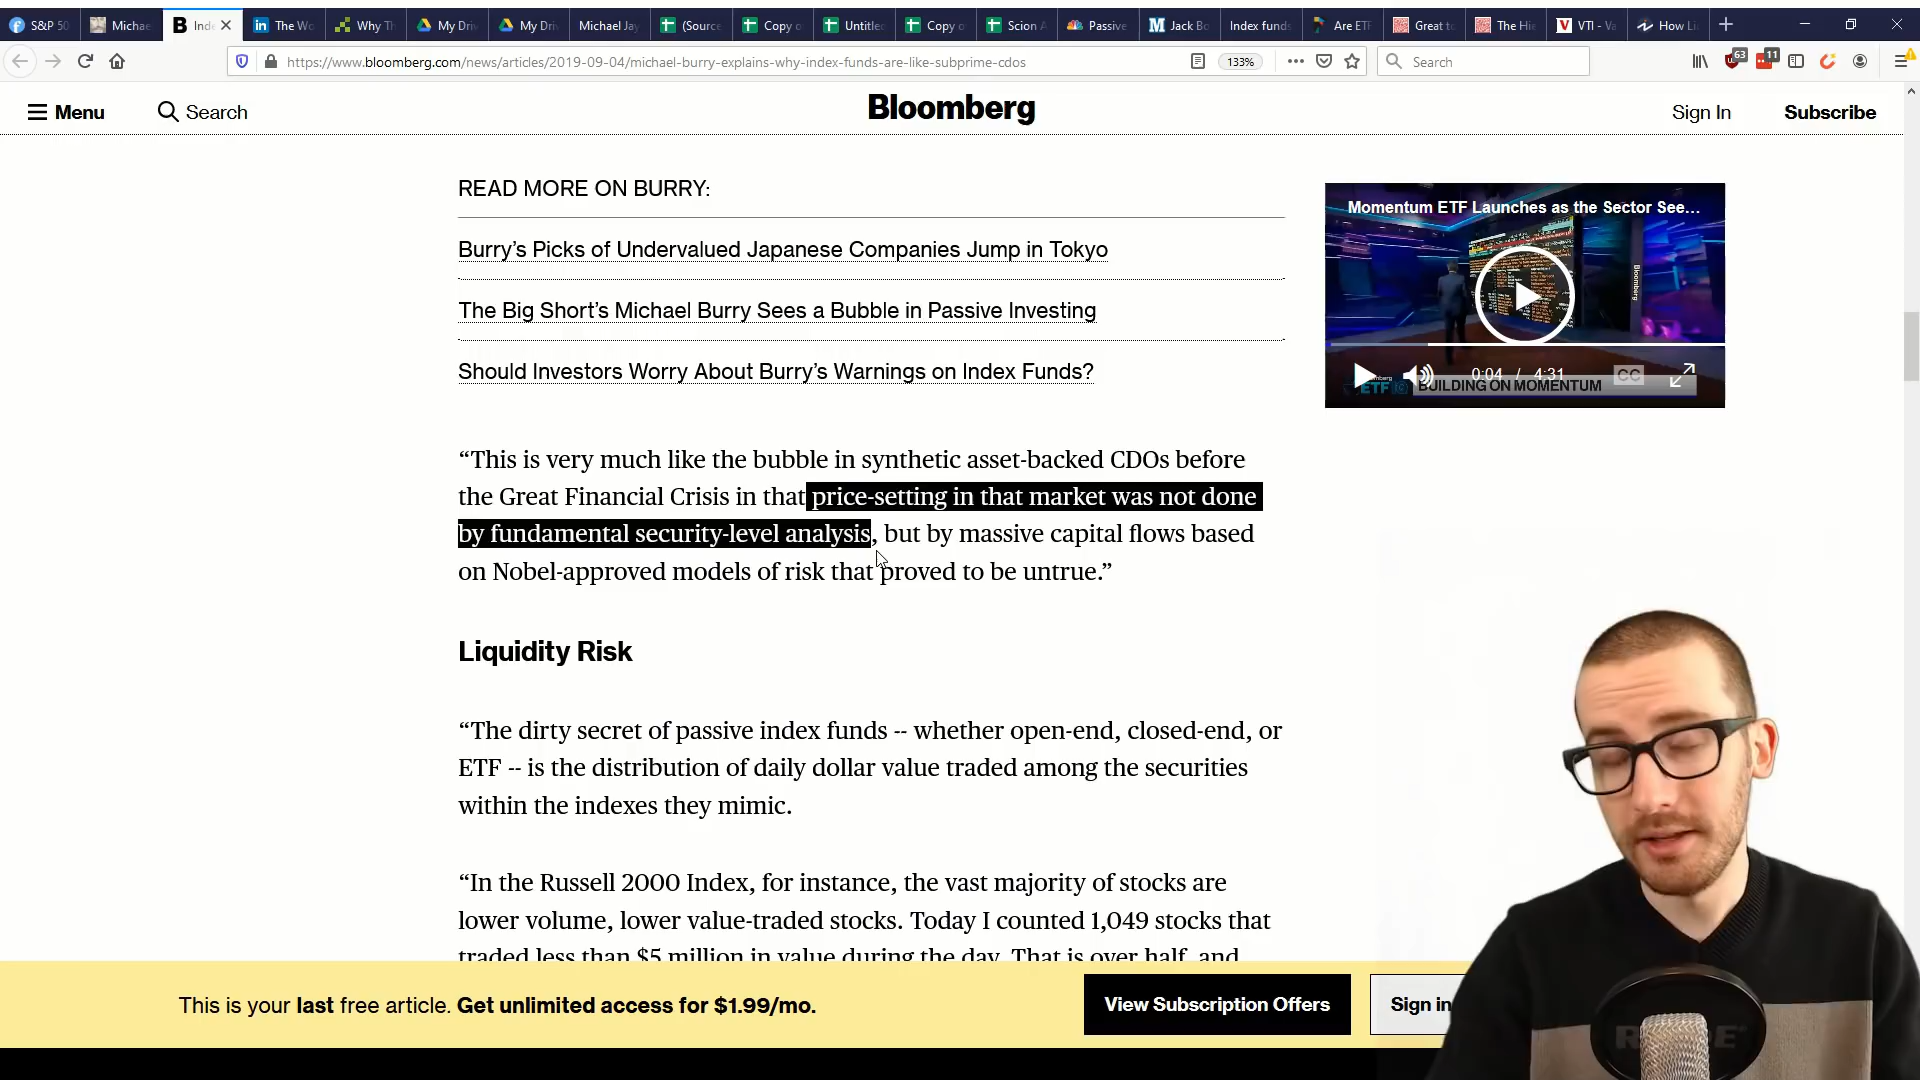 S&P 50
Michae
Ind
The Wo
Why Th
My Driv
My Driv
Michael Jay
(Source
Copy o
Untitled
Copy o
Scion A
Passive
Jack Bo
Index funds
Are ETF
Great t
The Hi
VTI - Va
How Li
https://www.bloomberg.com/news/articles/2019-09-04/michael-burry-explains-why-index-funds-are-like-subprime-cdos
133%
Search
63
11
Menu
Search
Bloomberg
Sign In
Subscribe
READ MORE ON BURRY:
Burry’s Picks of Undervalued Japanese Companies Jump in Tokyo
The Big Short’s Michael Burry Sees a Bubble in Passive Investing
Should Investors Worry About Burry’s Warnings on Index Funds?
Momentum ETF Launches as the Sector See...
Bloomberg
0:04 / 4:31
CC
ETF
BUILDING ON MOMENTUM
“This is very much like the bubble in synthetic asset-backed CDOs before
the Great Financial Crisis in that price-setting in that market was not done
by fundamental security-level analysis, but by massive capital flows based
on Nobel-approved models of risk that proved to be untrue.”
Liquidity Risk
“The dirty secret of passive index funds -- whether open-end, closed-end, or
ETF -- is the distribution of daily dollar value traded among the securities
within the indexes they mimic.
“In the Russell 2000 Index, for instance, the vast majority of stocks are
lower volume, lower value-traded stocks. Today I counted 1,049 stocks that
traded less than $5 million in value during the day. That is over half, and
This is your last free article. Get unlimited access for $1.99/mo.
View Subscription Offers
Sign in